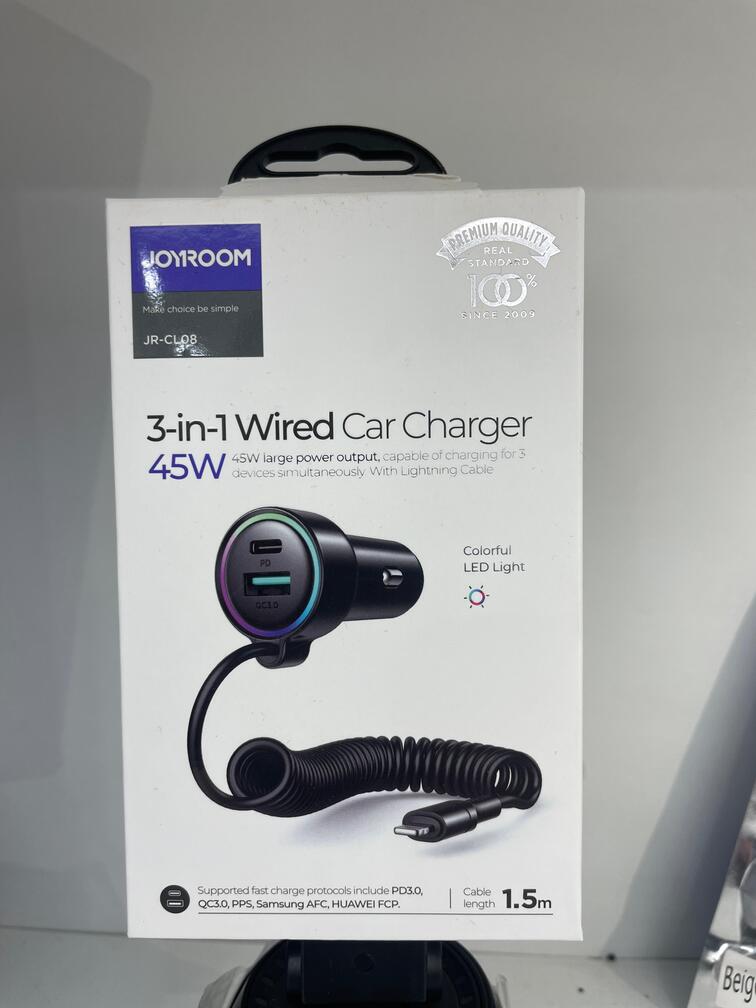 JOYROOM
Make choice be simple
JR-CL08
PREMIUM QUALITY
REAL
STANDARD
100%
SINCE 2009
3-in-1 Wired Car Charger
45W
45W large power output, capable of charging for 3
devices simultaneously. With Lightning Cable
Colorful
LED Light
PD
QC3.0
Supported fast charge protocols include PD3.0,
QC3.0, PPS, Samsung AFC, HUAWEI FCP.
Cable
length
1.5m